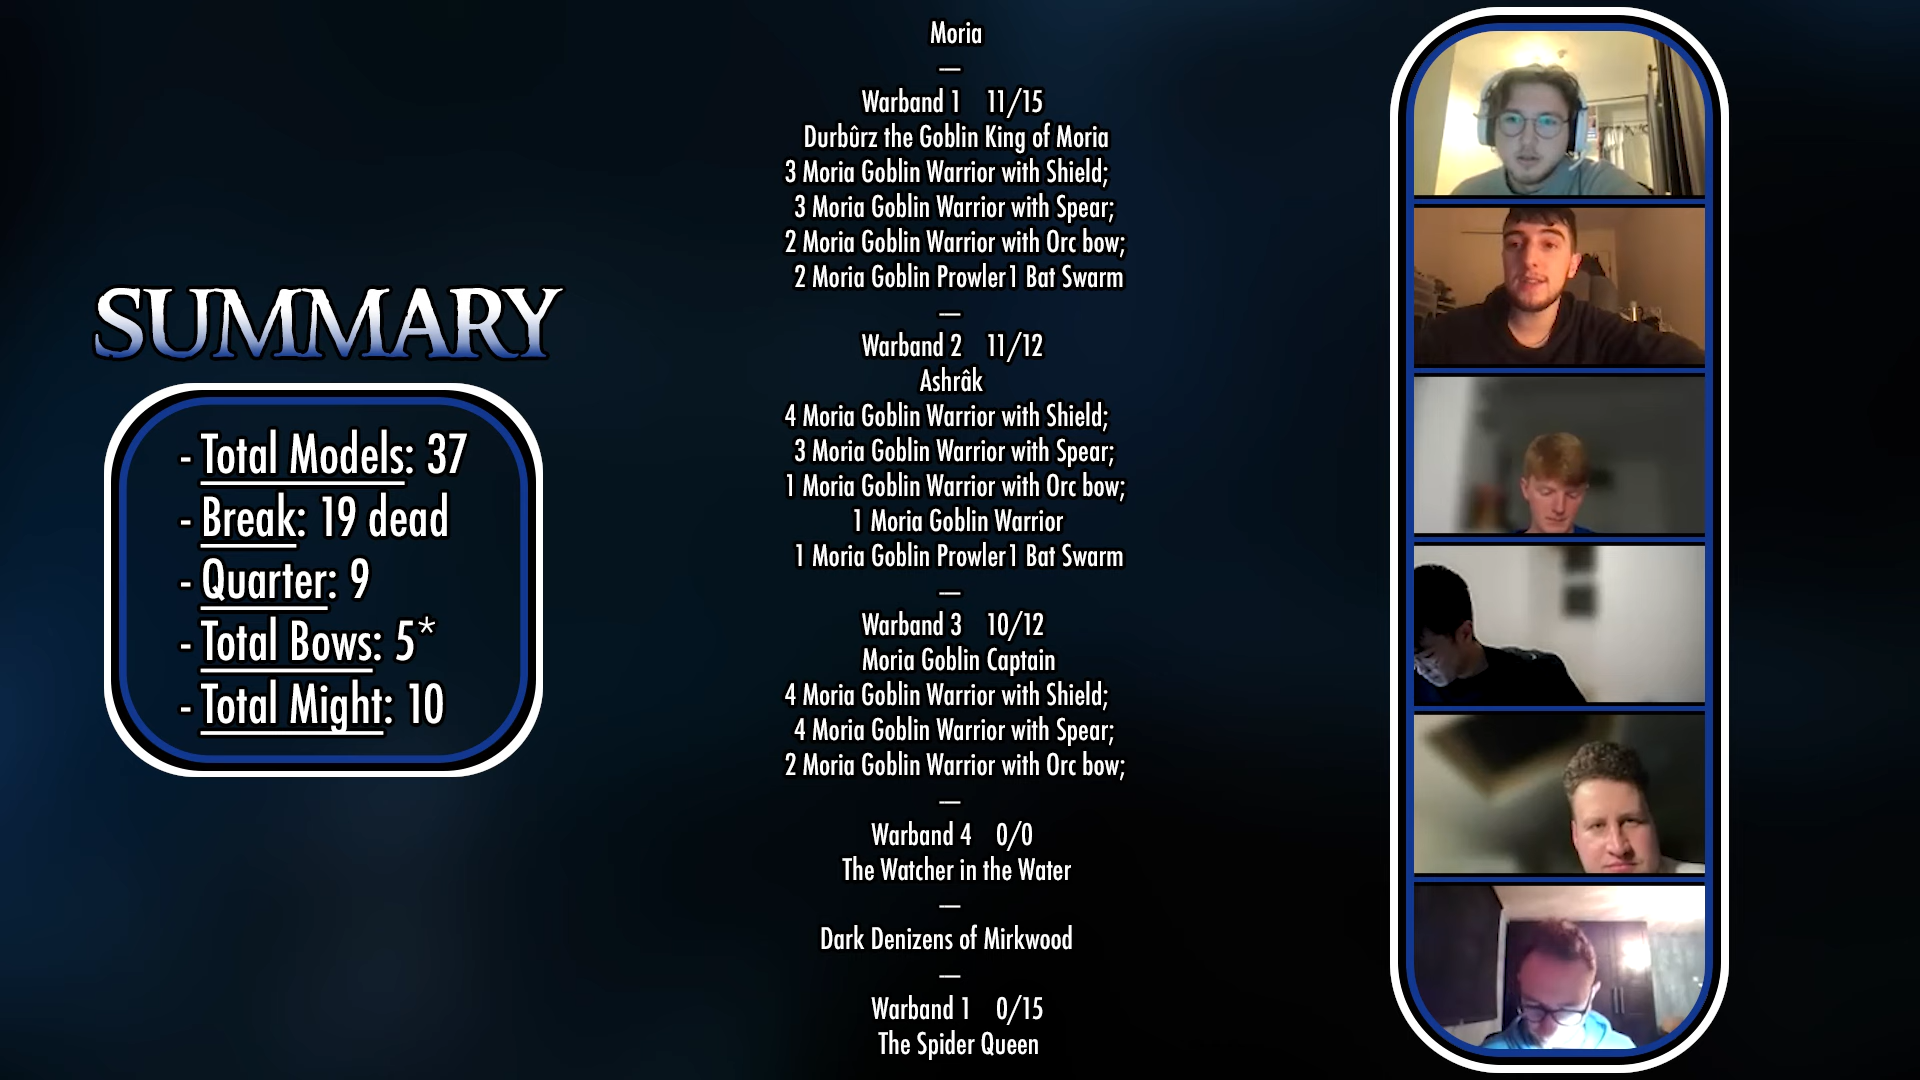 SUMMARY
- Total Models: 37
- Break: 19 dead
- Quarter: 9
- Total Bows: 5*
- Total Might: 10
Moria
—
Warband 1 11/15
Durbûrz the Goblin King of Moria
3 Moria Goblin Warrior with Shield;
3 Moria Goblin Warrior with Spear;
2 Moria Goblin Warrior with Orc bow;
2 Moria Goblin Prowler1 Bat Swarm
—
Warband 2 11/12
Ashrâk
4 Moria Goblin Warrior with Shield;
3 Moria Goblin Warrior with Spear;
1 Moria Goblin Warrior with Orc bow;
1 Moria Goblin Warrior
1 Moria Goblin Prowler1 Bat Swarm
—
Warband 3 10/12
Moria Goblin Captain
4 Moria Goblin Warrior with Shield;
4 Moria Goblin Warrior with Spear;
2 Moria Goblin Warrior with Orc bow;
—
Warband 4 0/0
The Watcher in the Water
—
Dark Denizens of Mirkwood
—
Warband 1 0/15
The Spider Queen